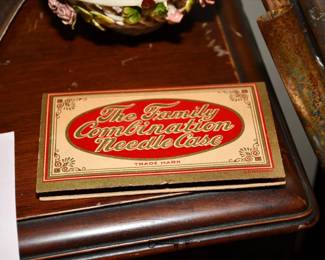 The Family
Combination
Needle Case
TRADE MARK